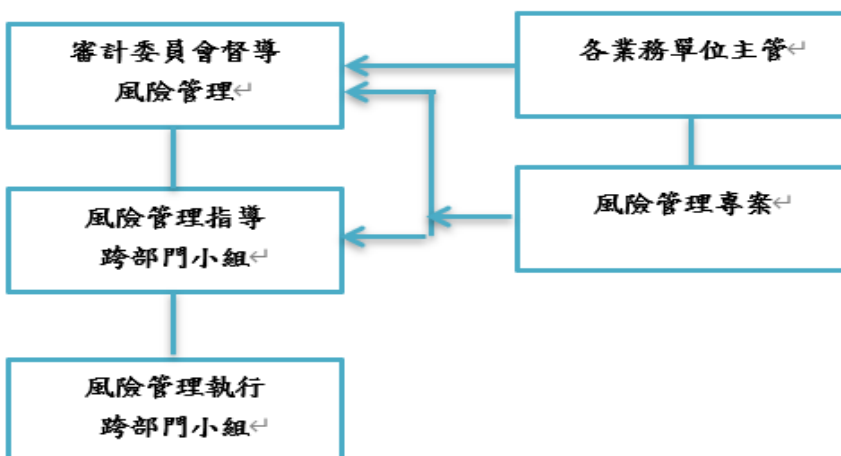 審計委員會督導
風險管理
各業務單位主管
風險管理指導
跨部門小組
風險管理專案
風險管理執行
跨部門小組